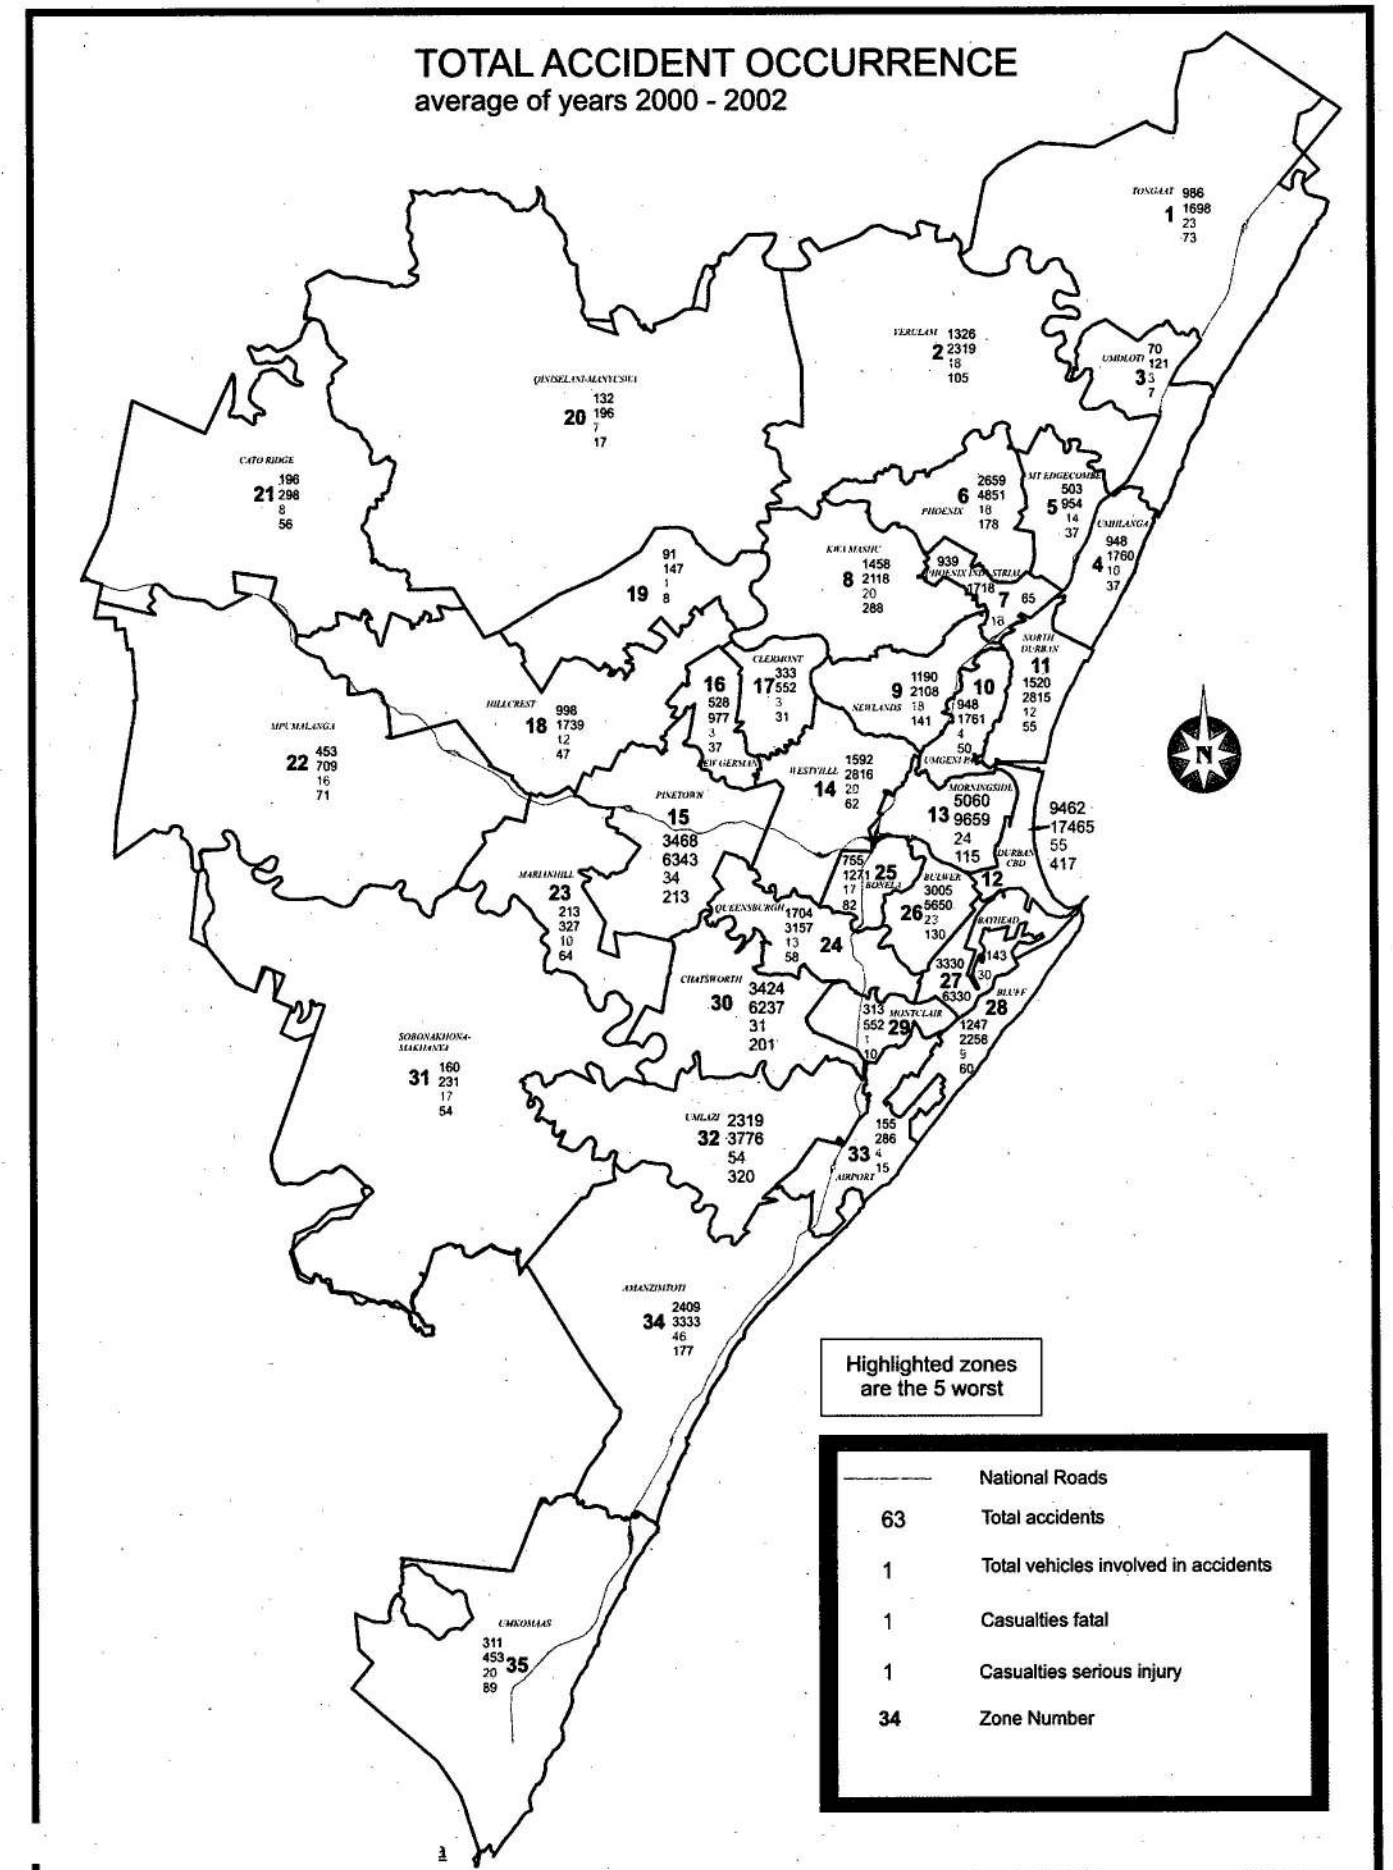 TOTAL ACCIDENT OCCURRENCE
average of years 2000 - 2002
TONGAAT 986
1 1698
23
73
VERULAM 1326
2 2319
18
105
UMDLOTI 70
121
3 3
7
QINISELANI-MANYUSWA
132
20 196
7
17
CATO RIDGE
196
21 298
8
56
2659
6 4851
PHOENIX 18
178
MT EDGECOMBE
503
5 954
14
37
UMHLANGA
948
1760
4 10
37
KWA MASHU
1458
8 2118
20
288
939
PHOENIX INDUSTRIAL
1718 7 65
18
91
147
19 1
8
NORTH
DURBAN
11
1520
2815
12
55
CLERMONT
333
17 552
3
31
16
528
977
3
37
NEW GERMANY
1190
9 2108
NEWLANDS 18
141
10
948
1761
4
50
UMGENI
HILLCREST 998
18 1739
12
47
MPUMALANGA
453
22 709
16
71
WESTVILLE 1592
2816
14 20
62
PINETOWN
15
3468
6343
34
213
MORNINGSIDE
5060
13 9659
24
115
9462
17465
55
417
DURBAN
CBD
12
755
1271 25
17 BONELA
82
BULWER
3005
26 5650
23
130
MARIANHILL
23
213
327
10
64
QUEENSBURGH 1704
3157
13 24
58
BAYHEAD
3330 143
27 30
6330
BLUFF
28
1247
2258
9
60
CHATSWORTH 3424
30 6237
31
201
313 MONTCLAIR
552 29
1
10
SOBONAKHONA-
MAKHANYA
160
31 231
17
54
UMLAZI 2319
32 3776
54
320
155
286
33 4
15
AIRPORT
AMANZIMTOTI
2409
34 3333
46
177
N
Highlighted zones
are the 5 worst
National Roads
63 Total accidents
1 Total vehicles involved in accidents
1 Casualties fatal
1 Casualties serious injury
34 Zone Number
UMKOMAAS
311
453 35
20
89